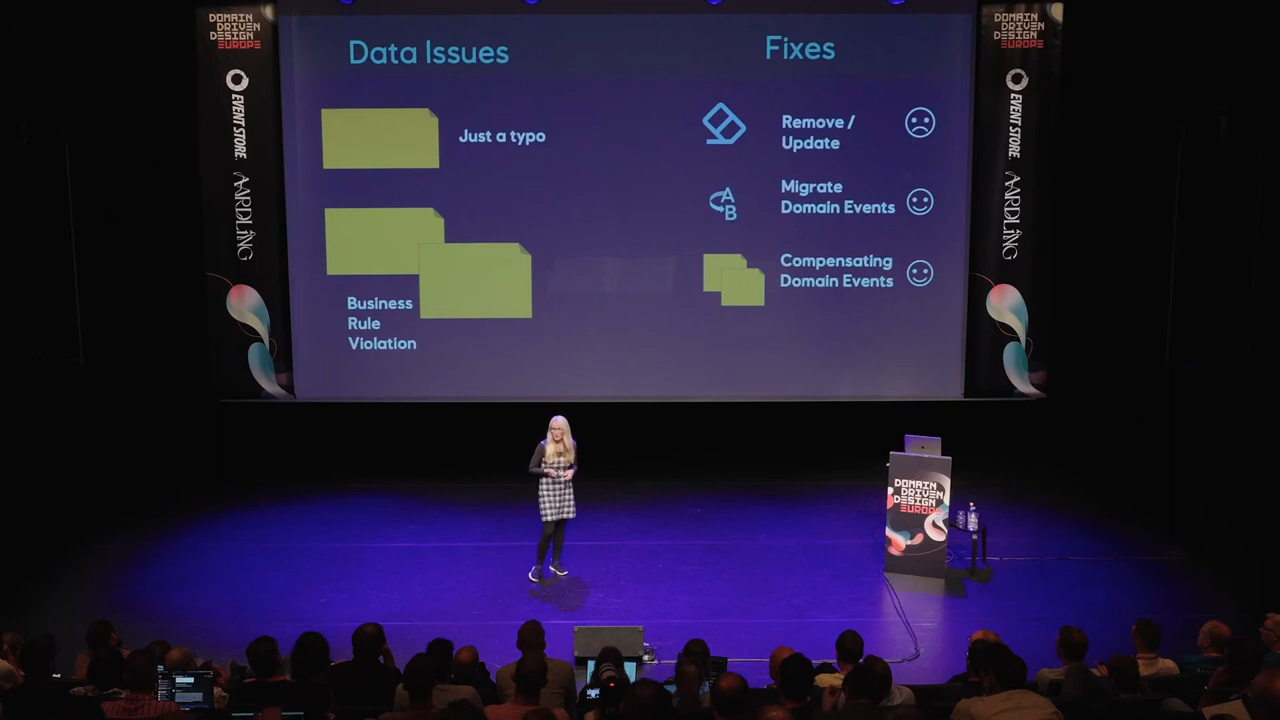 DOMAIN
DRIVEN
DESIGN
EUROPE
EVENT STORE.
AARDLING
Data Issues
Just a typo
Business
Rule
Violation
Fixes
Remove /
Update
A
B
Migrate
Domain Events
Compensating
Domain Events
DOMAIN
DRIVEN
DESIGN
EUROPE
EVENT STORE.
AARDLING
DOMAIN
DRIVEN
DESIGN
EUROPE